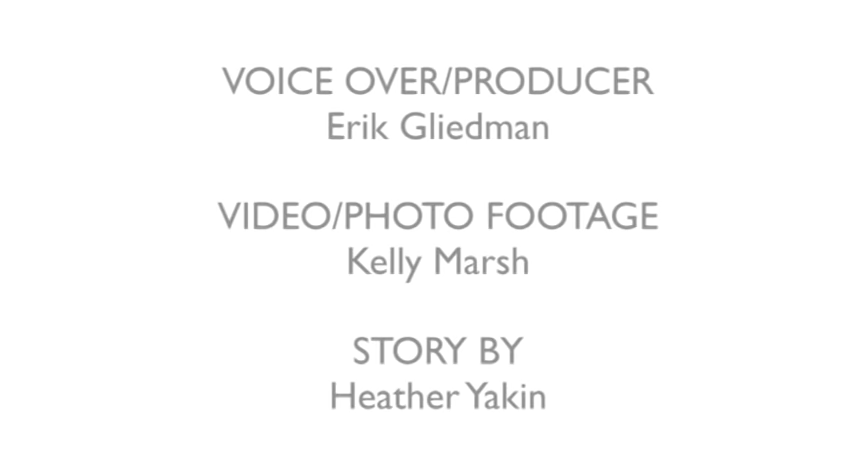 VOICE OVER/PRODUCER
Erik Gliedman
VIDEO/PHOTO FOOTAGE
Kelly Marsh
STORY BY
Heather Yakin